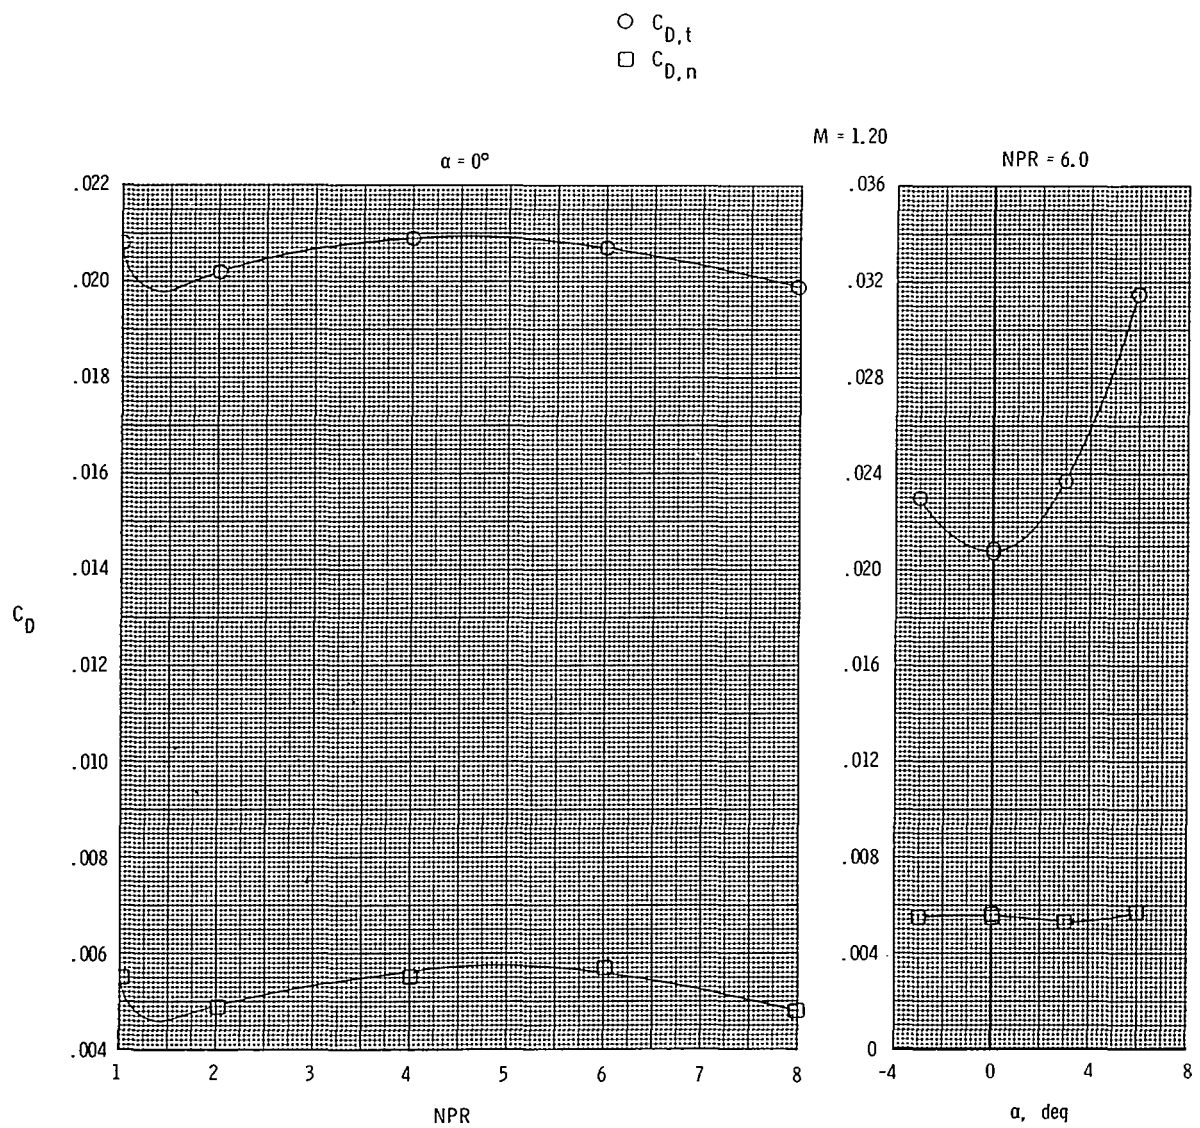 C_D,t
C_D,n
M = 1.20
α = 0°
NPR = 6.0
.022
.020
.018
.016
.014
.012
.010
.008
.006
.004
C_D
1 2 3 4 5 6 7 8
NPR
.036
.032
.028
.024
.020
.016
.012
.008
.004
0
-4 0 4 8
α, deg